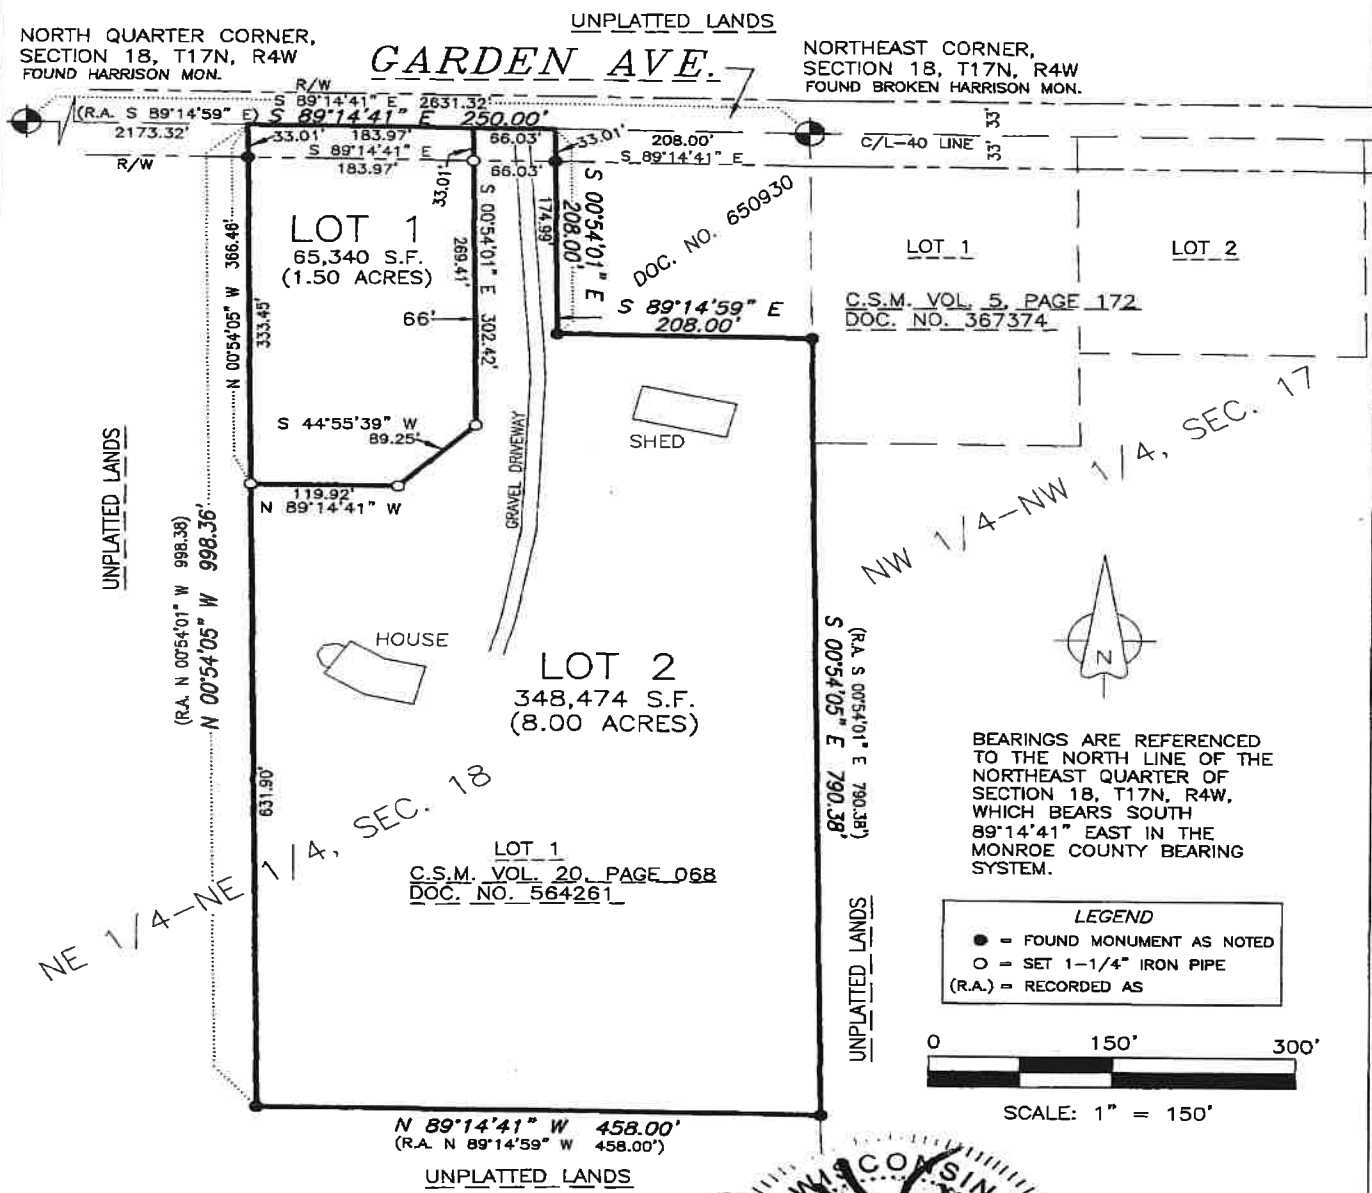 UNPLATTED LANDS
NORTH QUARTER CORNER,
SECTION 18, T17N, R4W
FOUND HARRISON MON.
GARDEN AVE.
NORTHEAST CORNER,
SECTION 18, T17N, R4W
FOUND BROKEN HARRISON MON.
R/W
S 89°14'41" E 2631.32'
(R.A. S 89°14'59" E)
S 89°14'41" E 250.00'
2173.32'
33.01'
183.97'
66.03'
33.01'
208.00'
C/L-40 LINE
33'
33'
R/W
S 89°14'41" E
183.97'
66.03'
S 89°14'41" E
33.01'
LOT 1
65,340 S.F.
(1.50 ACRES)
N 00°54'05" W 366.46'
333.45'
269.41'
S 00°54'01" E 302.42'
66'
174.99'
S 00°54'01" E
208.00'
DOC. NO. 650930
S 89°14'59" E
208.00'
LOT 1
LOT 2
C.S.M. VOL. 5, PAGE 172
DOC. NO. 367374
S 44°55'39" W
89.25'
119.92'
N 89°14'41" W
GRAVEL DRIVEWAY
SHED
NW 1/4-NW 1/4, SEC. 17
UNPLATTED LANDS
(R.A. N 00°54'01" W 998.38)
N 00°54'05" W 998.36'
HOUSE
LOT 2
348,474 S.F.
(8.00 ACRES)
(R.A. S 00°54'01" E 790.38')
S 00°54'05" E 790.38'
N
631.90'
NE 1/4-NE 1/4, SEC. 18
LOT 1
C.S.M. VOL. 20, PAGE 068
DOC. NO. 564261
BEARINGS ARE REFERENCED
TO THE NORTH LINE OF THE
NORTHEAST QUARTER OF
SECTION 18, T17N, R4W,
WHICH BEARS SOUTH
89°14'41" EAST IN THE
MONROE COUNTY BEARING
SYSTEM.
UNPLATTED LANDS
LEGEND
= FOUND MONUMENT AS NOTED
= SET 1-1/4" IRON PIPE
(R.A.) = RECORDED AS
0 150' 300'
SCALE: 1" = 150'
N 89°14'41" W 458.00'
(R.A. N 89°14'59" W 458.00')
UNPLATTED LANDS
WISCONSIN